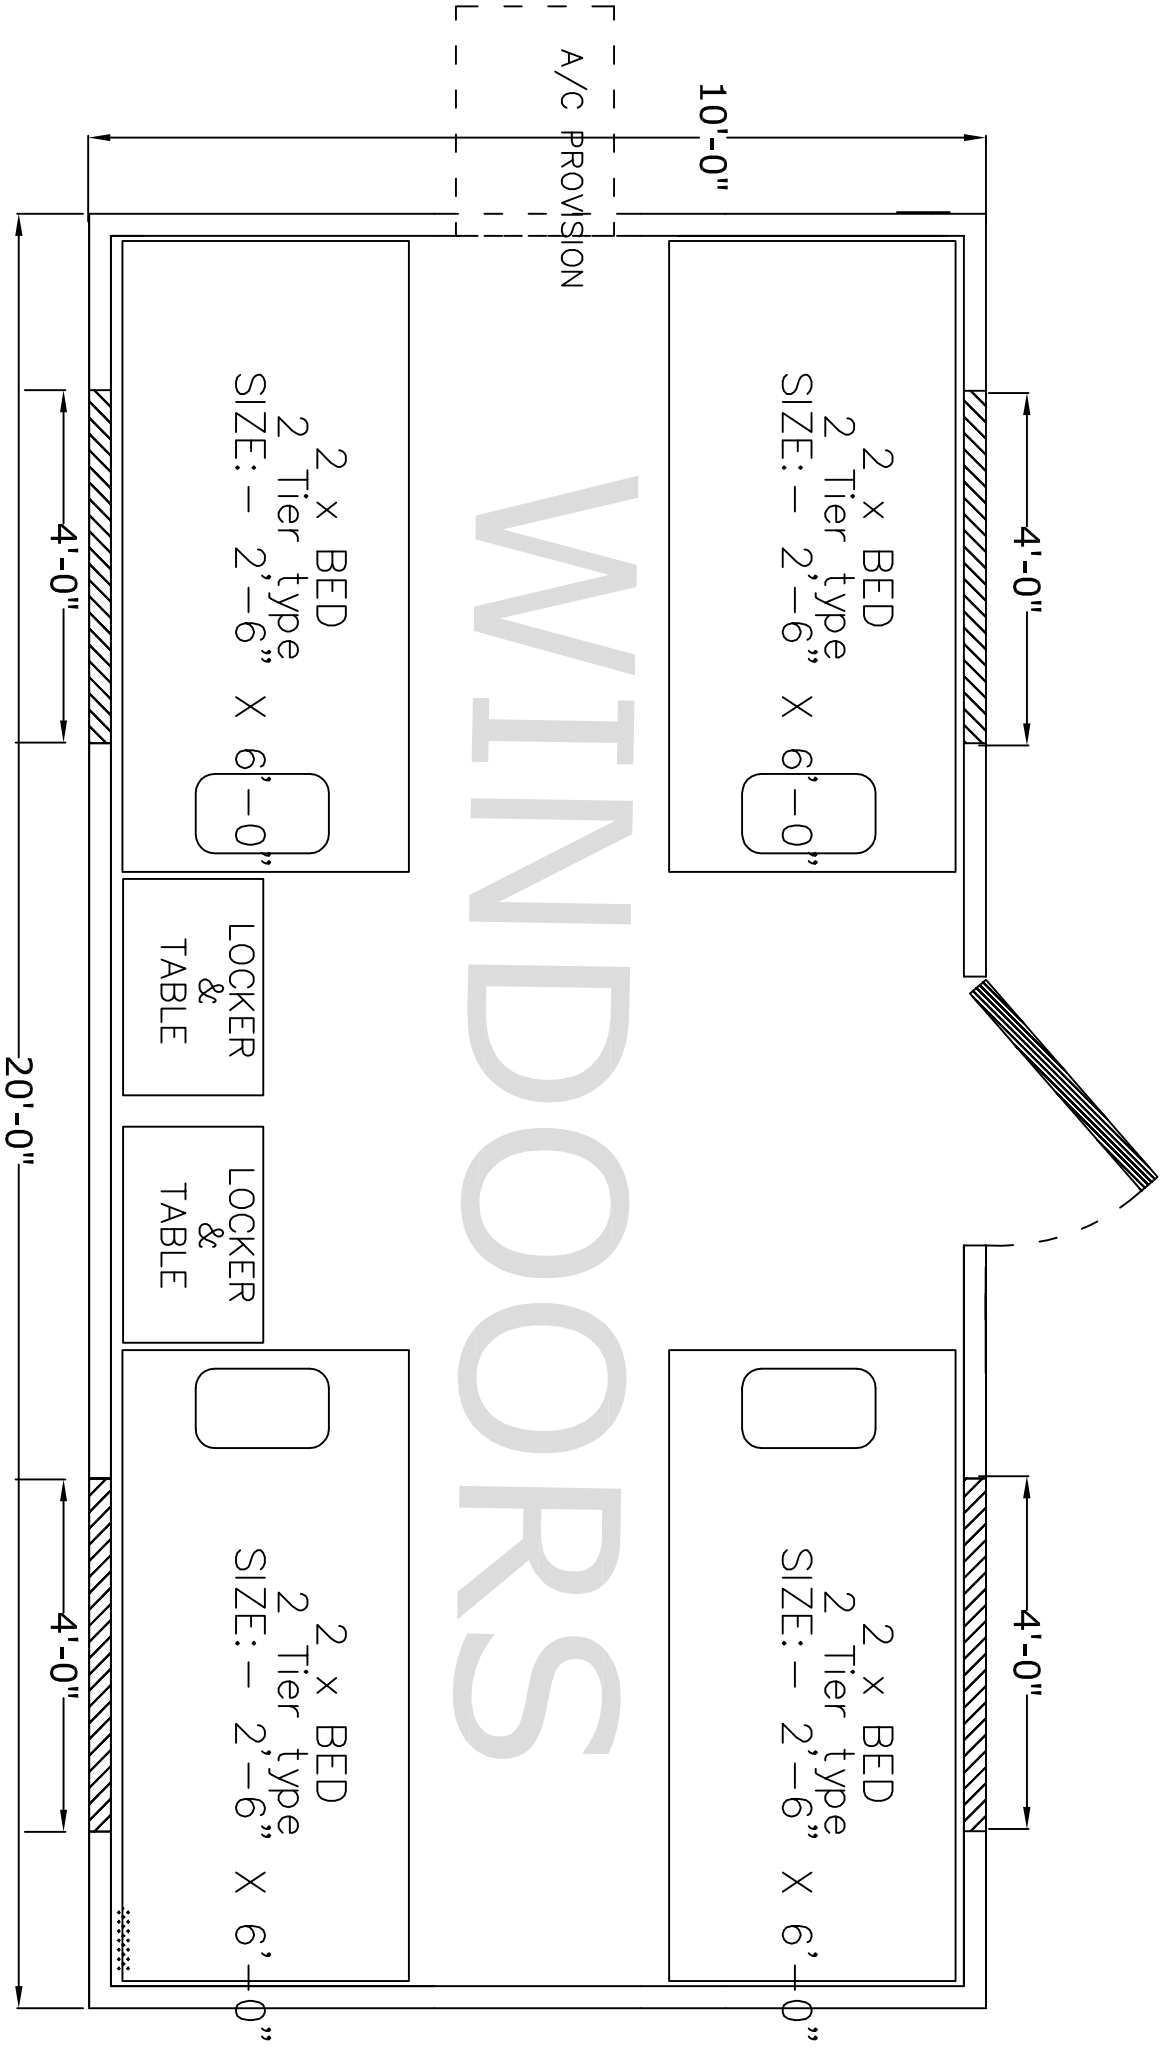 4'-0"
4'-0"
2 x BED
2 Tier type
SIZE:- 2'-6" X 6'-0"
2 x BED
2 Tier type
SIZE:- 2'-6" X 6'-0"
10'-0"
A/C PROVISION
WINDOORS
2 x BED
2 Tier type
SIZE:- 2'-6" X 6'-0"
LOCKER
&
TABLE
LOCKER
&
TABLE
2 x BED
2 Tier type
SIZE:- 2'-6" X 6'-0"
4'-0"
4'-0"
20'-0"